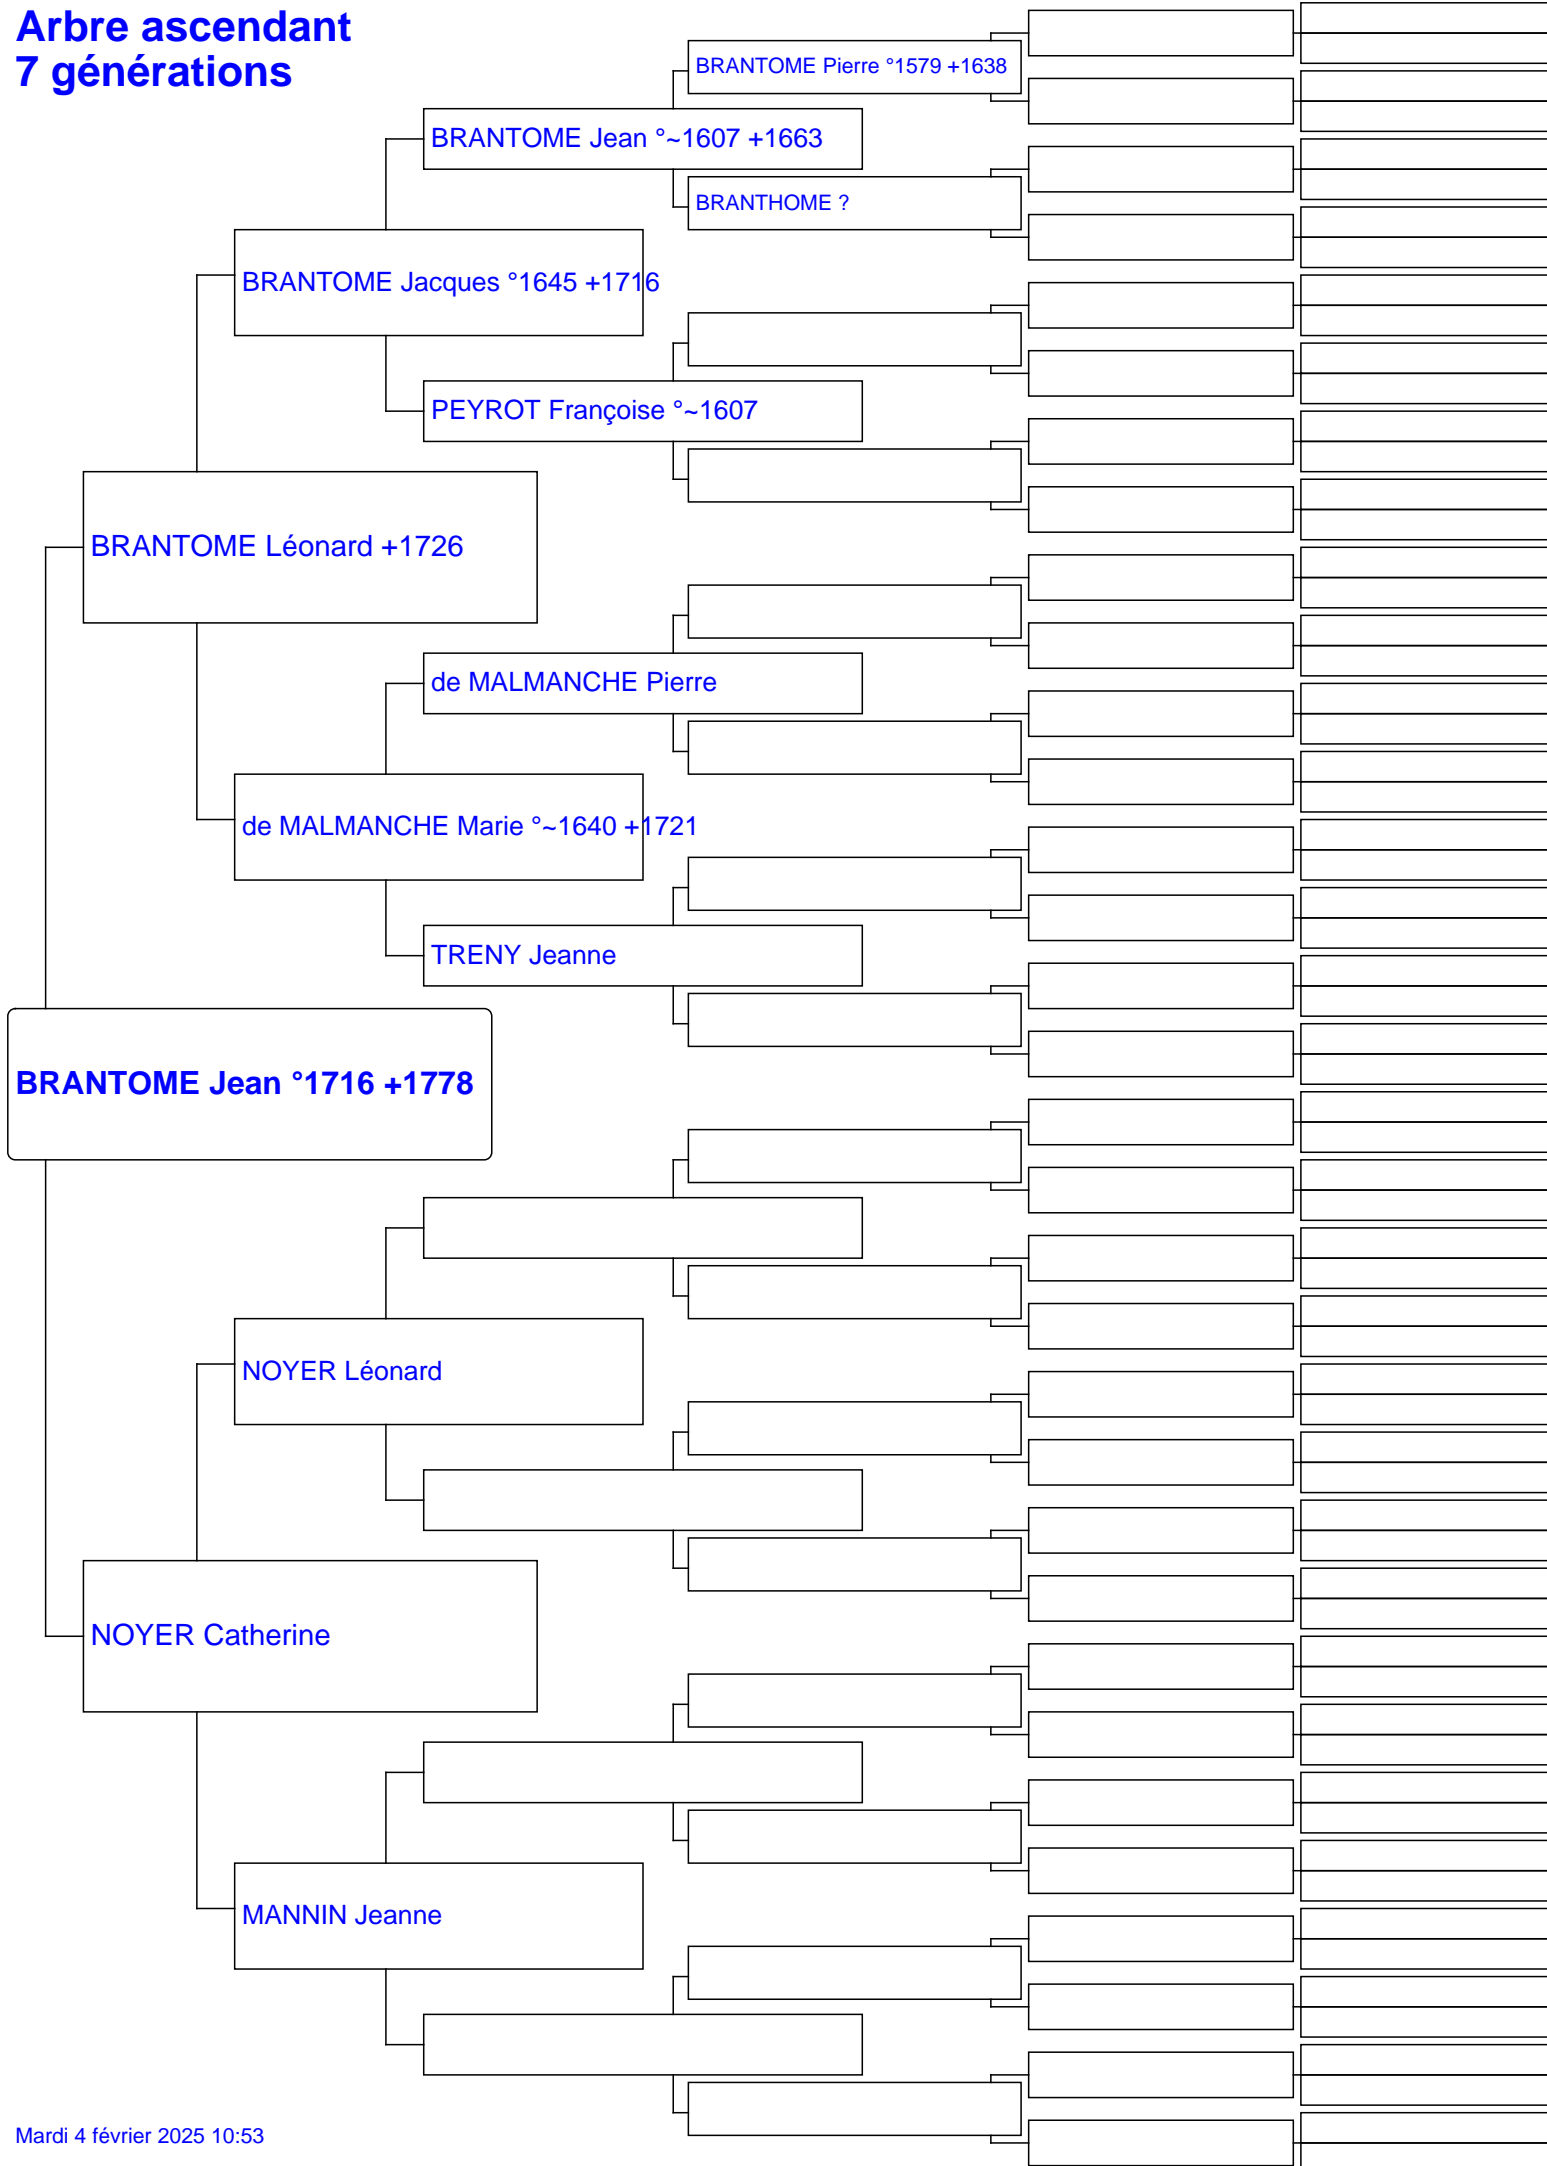 Arbre ascendant
7 générations
BRANTOME Pierre °1579 +1638
BRANTOME Jean °~1607 +1663
BRANTHOME ?
BRANTOME Jacques °1645 +1716
PEYROT Françoise °~1607
BRANTOME Léonard +1726
de MALMANCHE Pierre
de MALMANCHE Marie °~1640 +1721
TRENY Jeanne
BRANTOME Jean °1716 +1778
NOYER Léonard
NOYER Catherine
MANNIN Jeanne
Mardi 4 février 2025 10:53